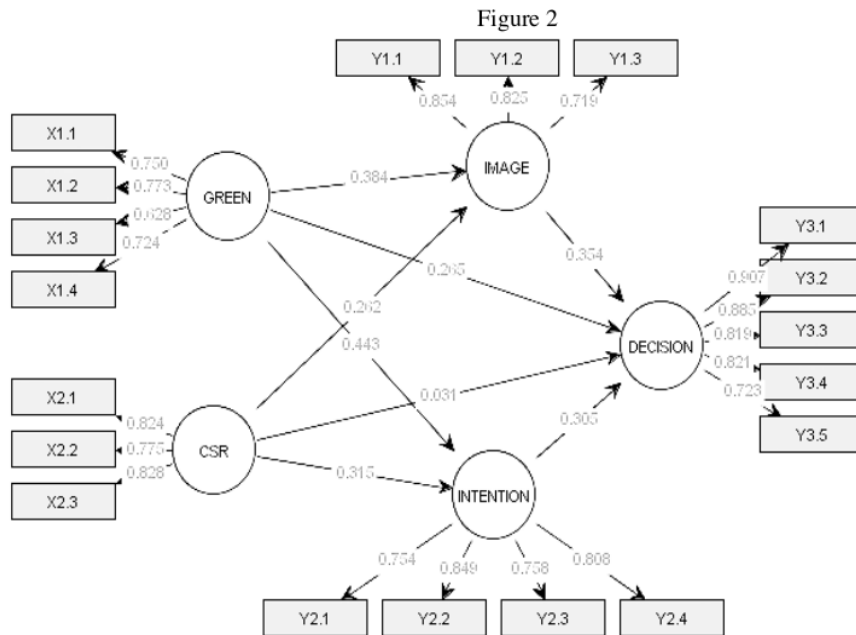 Figure 2
Y1.1
Y1.2
Y1.3
0.854
0.825
0.719
X1.1
X1.2
X1.3
X1.4
0.750
0.773
0.628
0.724
GREEN
IMAGE
0.384
0.265
0.262
0.443
0.354
Y3.1
Y3.2
Y3.3
Y3.4
Y3.5
0.907
0.885
0.819
0.821
0.723
DECISION
X2.1
X2.2
X2.3
0.824
0.775
0.828
CSR
0.031
0.315
0.305
INTENTION
0.754
0.849
0.758
0.808
Y2.1
Y2.2
Y2.3
Y2.4